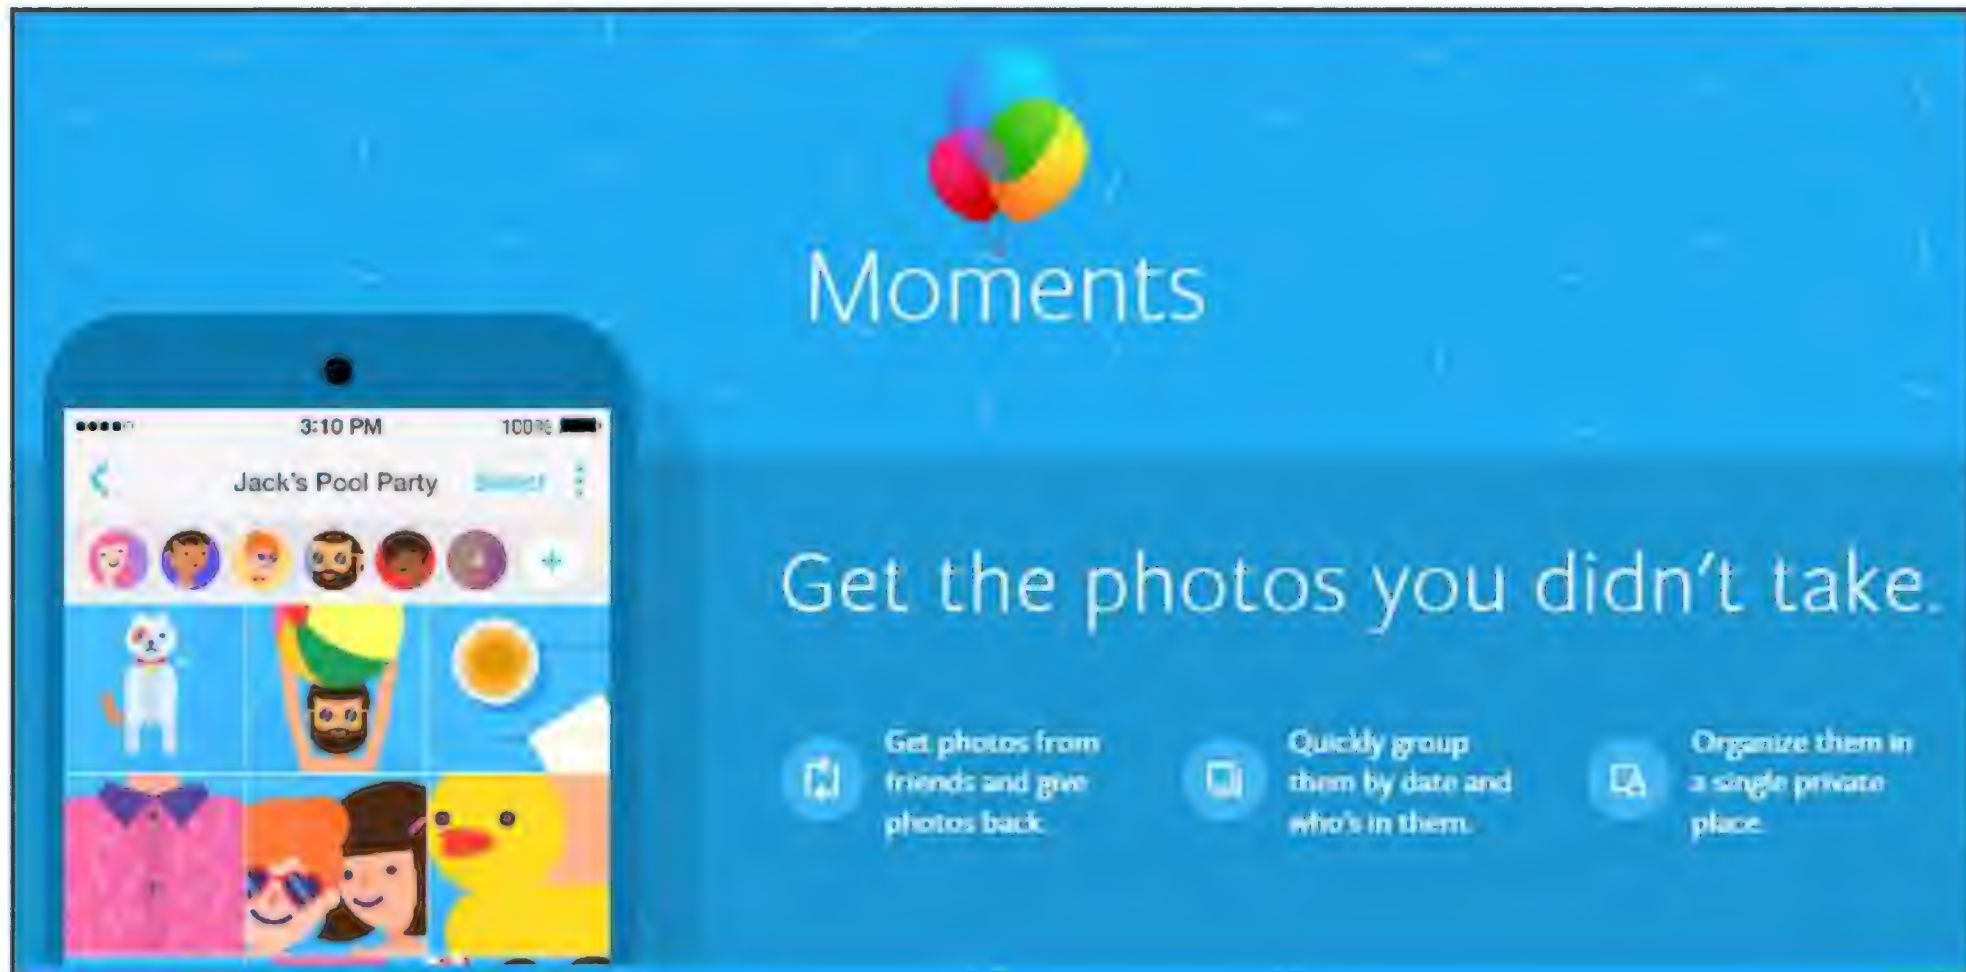 Moments
3:10 PM
100%
Jack's Pool Party
Select
Get the photos you didn't take.
Get photos from
friends and give
photos back.
Quickly group
them by date and
who's in them.
Organize them in
a single private
place.